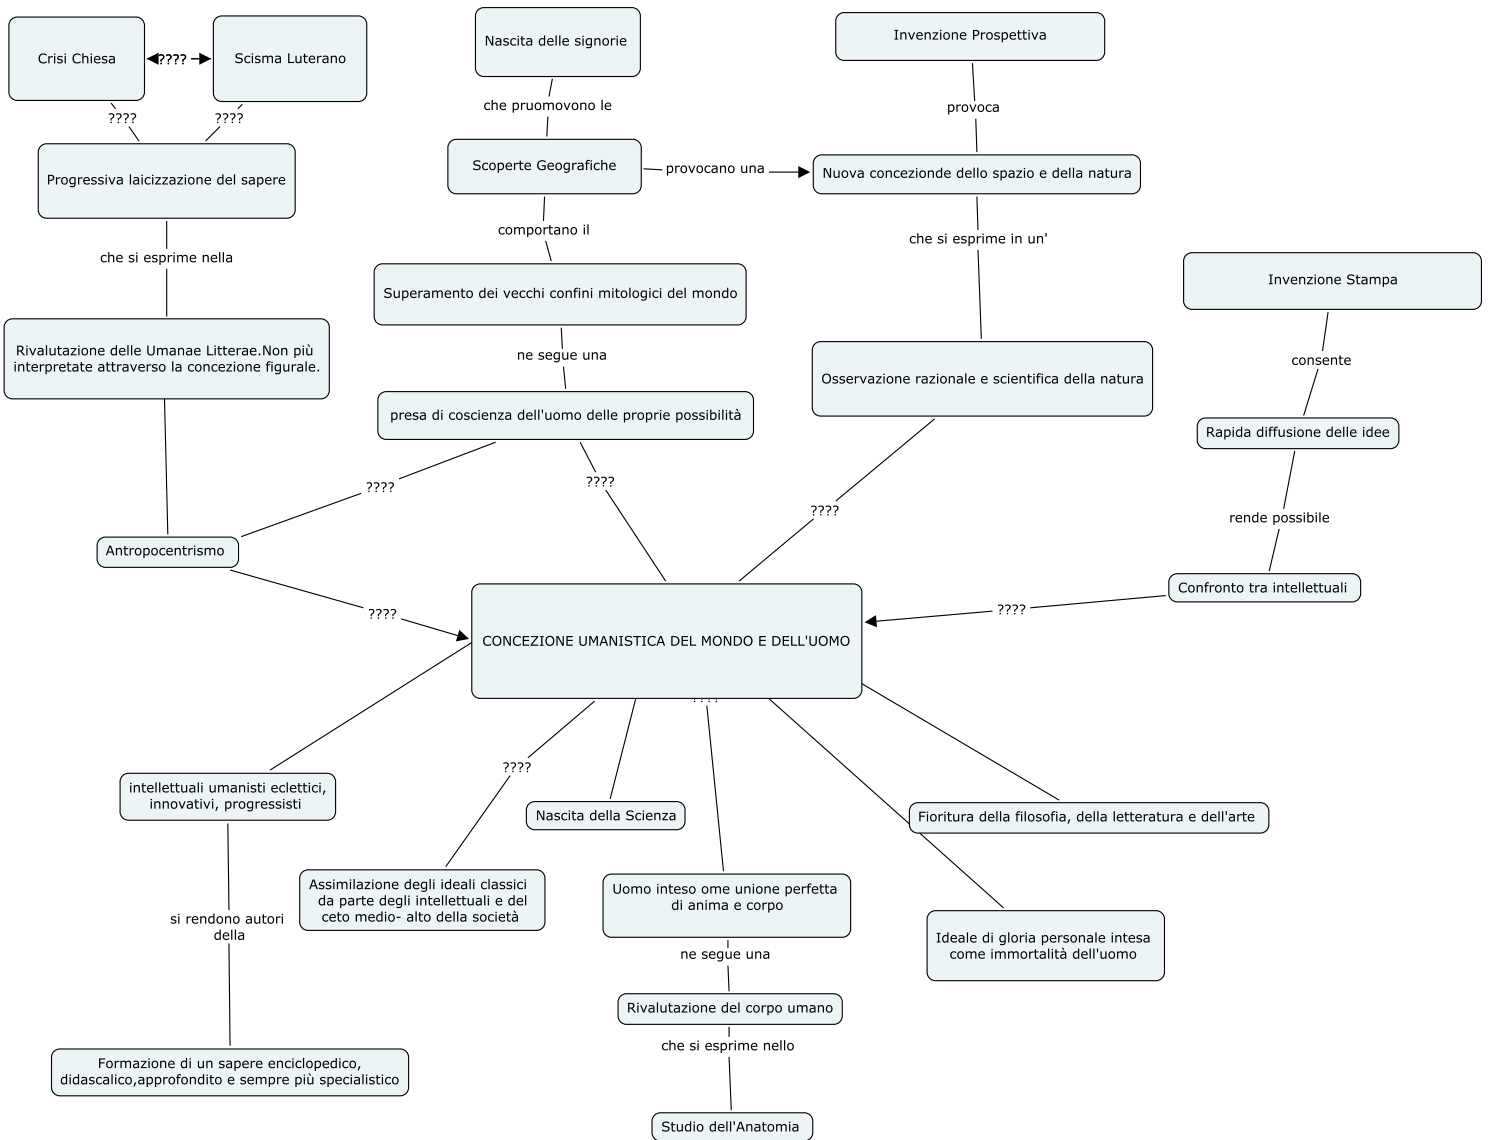 Crisi Chiesa
????
Scisma Luterano
????
????
Progressiva laicizzazione del sapere
che si esprime nella
Rivalutazione delle Umanae Litterae.Non più
interpretate attraverso la concezione figurale.
Antropocentrismo
Nascita delle signorie
che pruomovono le
Scoperte Geografiche
provocano una
comportano il
Superamento dei vecchi confini mitologici del mondo
ne segue una
presa di coscienza dell'uomo delle proprie possibilità
????
????
Invenzione Prospettiva
provoca
Nuova concezionde dello spazio e della natura
che si esprime in un'
Osservazione razionale e scientifica della natura
????
Invenzione Stampa
consente
Rapida diffusione delle idee
rende possibile
Confronto tra intellettuali
????
????
CONCEZIONE UMANISTICA DEL MONDO E DELL'UOMO
????
????
intellettuali umanisti eclettici,
innovativi, progressisti
si rendono autori
della
Formazione di un sapere enciclopedico,
didascalico,approfondito e sempre più specialistico
Assimilazione degli ideali classici
da parte degli intellettuali e del
ceto medio- alto della società
Nascita della Scienza
Uomo inteso ome unione perfetta
di anima e corpo
ne segue una
Rivalutazione del corpo umano
che si esprime nello
Studio dell'Anatomia
Fioritura della filosofia, della letteratura e dell'arte
Ideale di gloria personale intesa
come immortalità dell'uomo